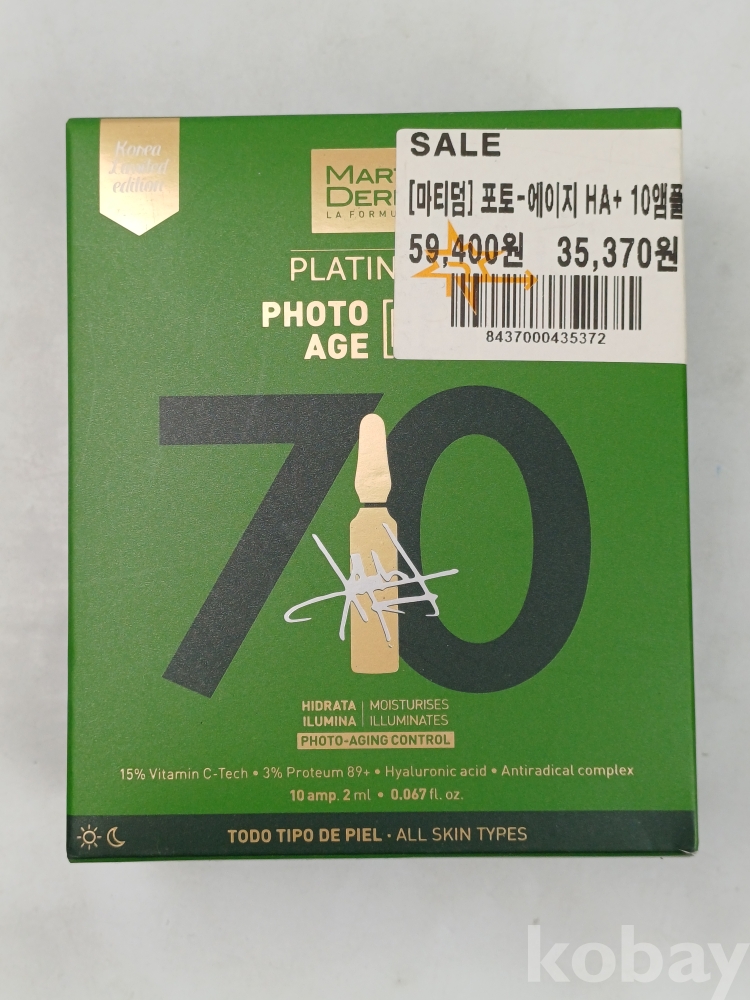 Korea
Limited
edition
SALE
[마티덤] 포토-에이지 HA+ 10앰플
59,400원 35,370원
8437000435372
MART
DER
LA FORMU
PLATIN
PHOTO
AGE
70
HIDRATA | MOISTURISES
ILUMINA | ILLUMINATES
PHOTO-AGING CONTROL
15% Vitamin C-Tech • 3% Proteum 89+ • Hyaluronic acid • Antiradical complex
10 amp. 2 ml • 0.067 fl. oz.
TODO TIPO DE PIEL · ALL SKIN TYPES
kobay